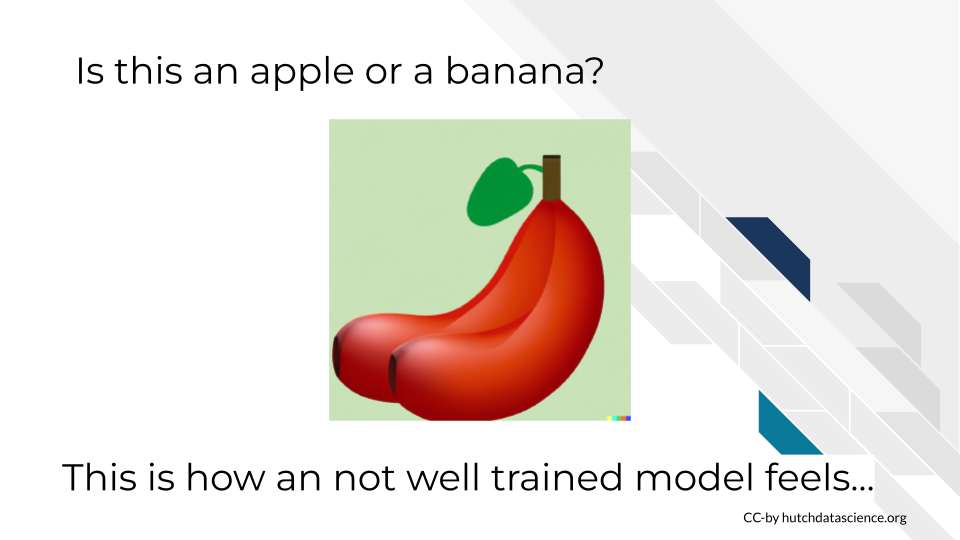 Is this an apple or a banana?
This is how an not well trained model feels...
CC-by hutchdatascience.org